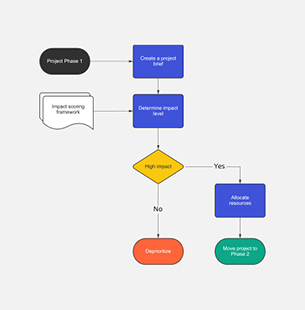 Project Phase 1
Create a project
brief
Impact scoring
framework
Determine impact
level
High impact
Yes
No
Allocate
resources
Deprioritize
Move project to
Phase 2